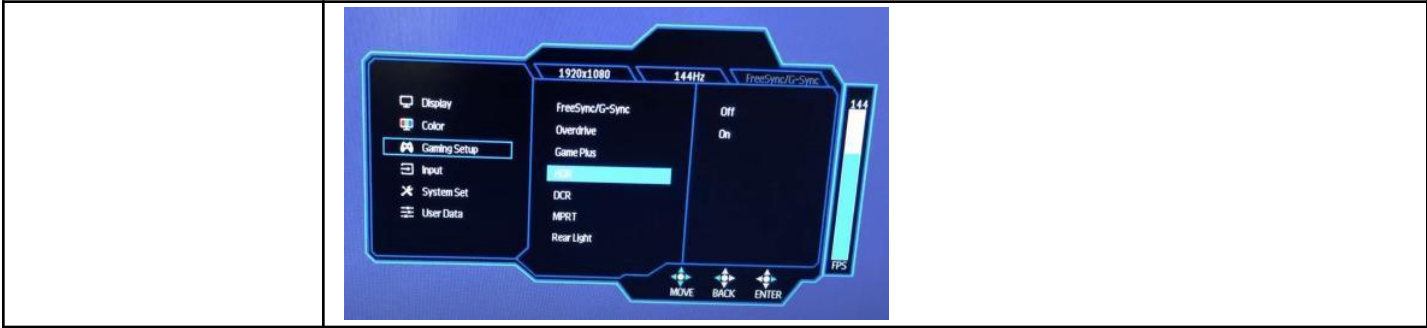 1920x1080 144Hz FreeSync/G-Sync
Display
Color
Gaming Setup
Input
System Set
User Data
FreeSync/G-Sync
Overdrive
Game Plus
HDR
DCR
MPRT
Rear Light
Off
On
144
FPS
MOVE BACK ENTER